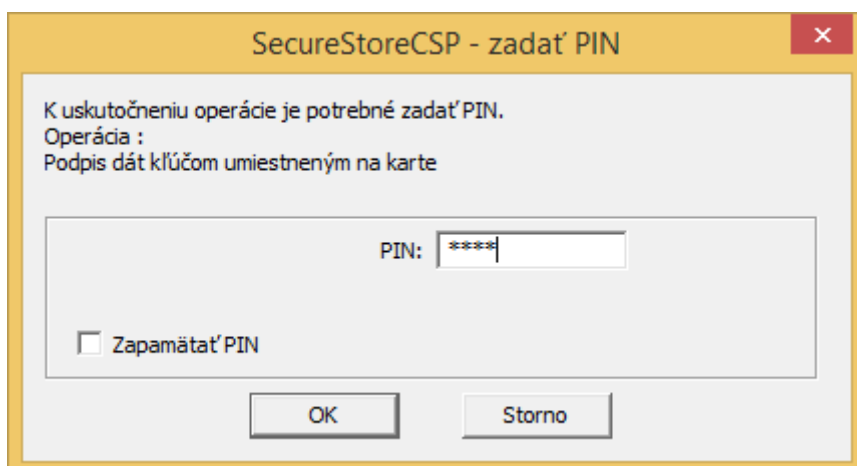 SecureStoreCSP - zadať PIN
K uskutočneniu operácie je potrebné zadať PIN.
Operácia :
Podpis dát kľúčom umiestneným na karte
PIN: ****
Zapamätať PIN
OK Storno